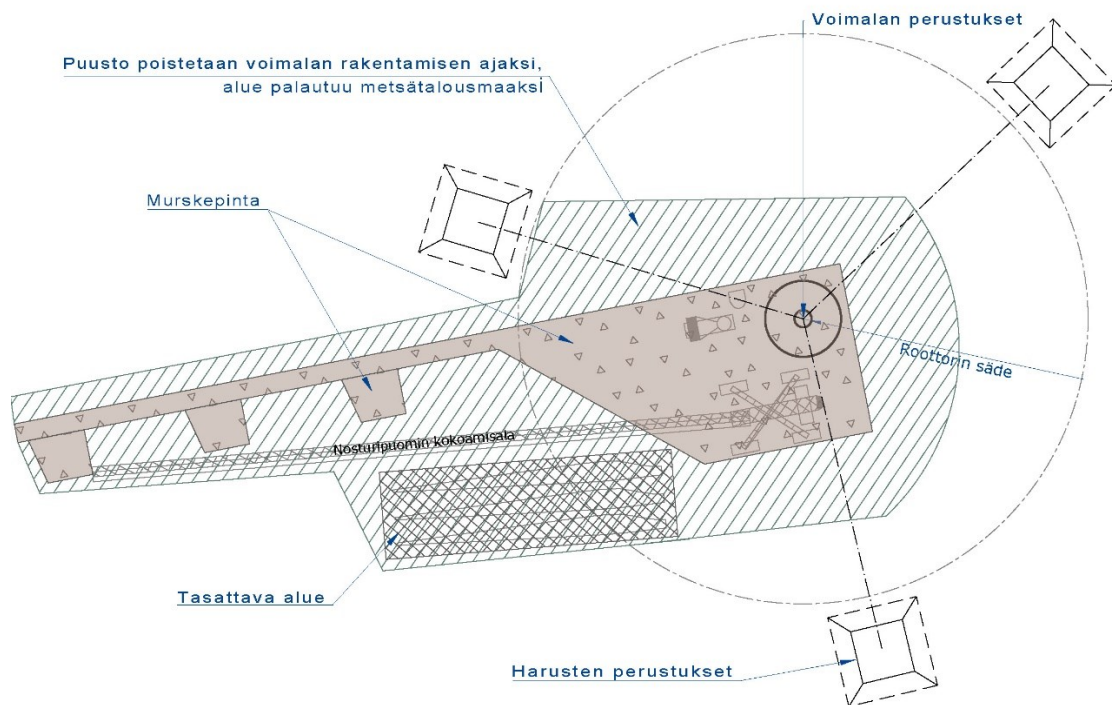 Voimalan perustukset
Puusto poistetaan voimalan rakentamisen ajaksi,
alue palautuu metsätalousmaaksi
Murskepinta
Roottorin säde
Nosturipuomin kokoamisala
Tasattava alue
Harusten perustukset